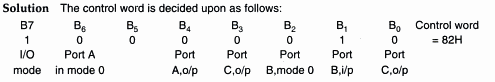 Solution The control word is decided upon as follows:
B7 B6 B5 B4 B3 B2 B1 B0 Control word
1 0 0 0 0 0 1 0 = 82H
I/O Port A Port Port Port Port Port
mode in mode 0 A,o/p C,o/p B,mode 0 B,i/p C,o/p